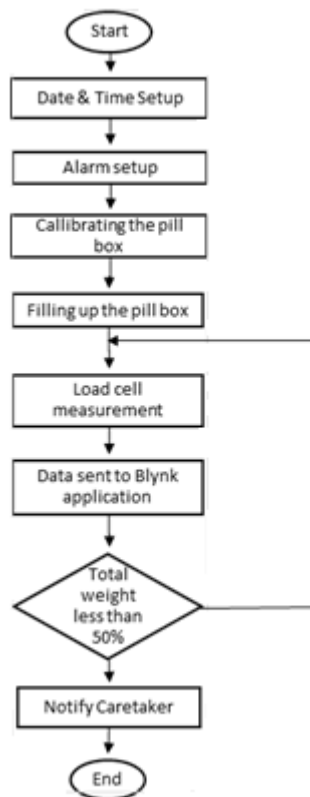 Start
Date & Time Setup
Alarm setup
Callibrating the pill
box
Filling up the pill box
Load cell
measurement
Data sent to Blynk
application
Total
weight
less than
50%
Notify Caretaker
End